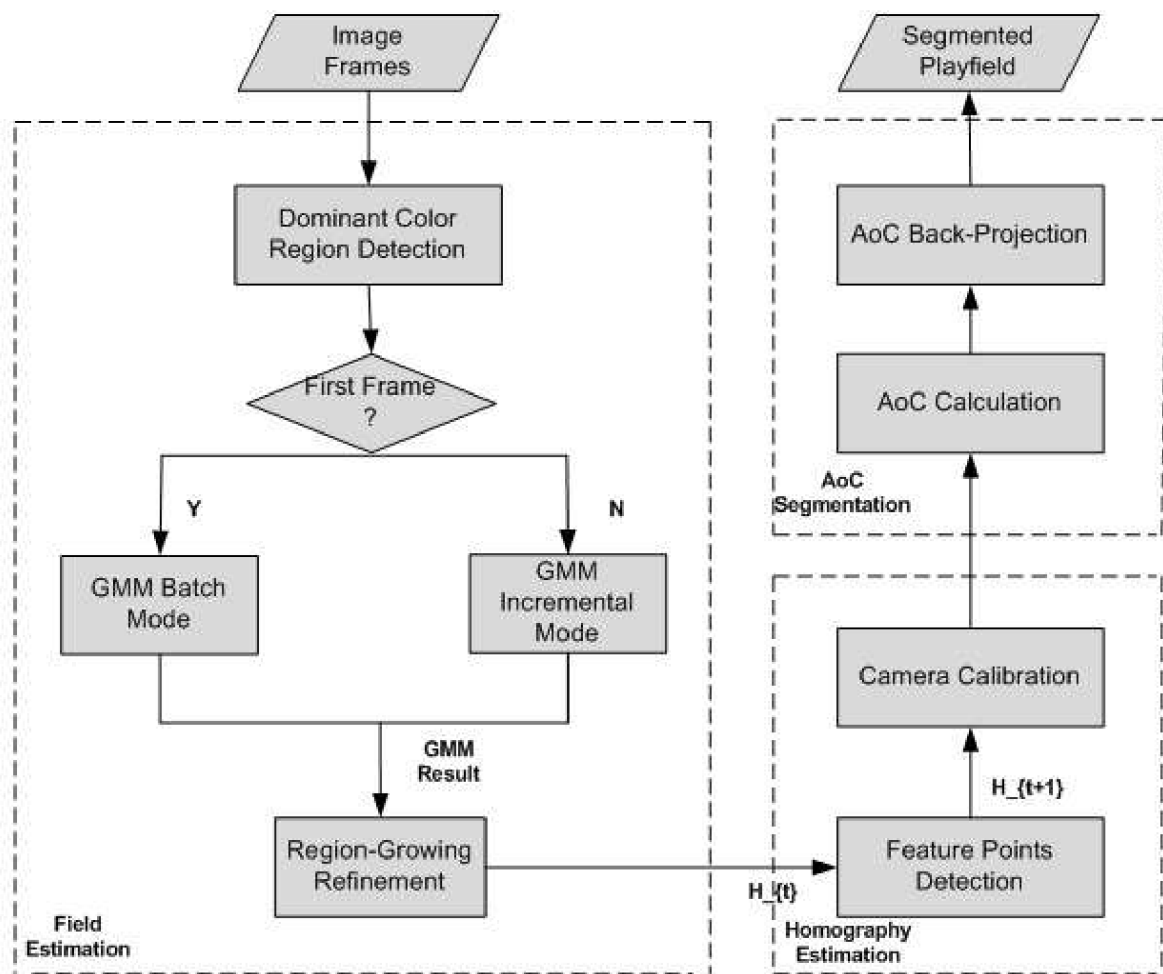 Image
Frames
Segmented
Playfield
Dominant Color
Region Detection
First Frame
?
Y
N
GMM Batch
Mode
GMM
Incremental
Mode
GMM
Result
Region-Growing
Refinement
Field
Estimation
H_{t}
AoC Back-Projection
AoC Calculation
AoC
Segmentation
Camera Calibration
H_{t+1}
Feature Points
Detection
Homography
Estimation